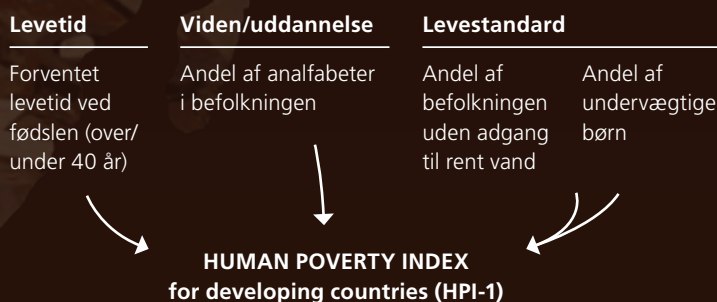 Levetid
Forventet
levetid ved
fødslen (over/
under 40 år)
Viden/uddannelse
Andel af analfabeter
i befolkningen
Levestandard
Andel af
befolkningen
uden adgang
til rent vand
Andel af
undervægtige
børn
HUMAN POVERTY INDEX
for developing countries (HPI-1)